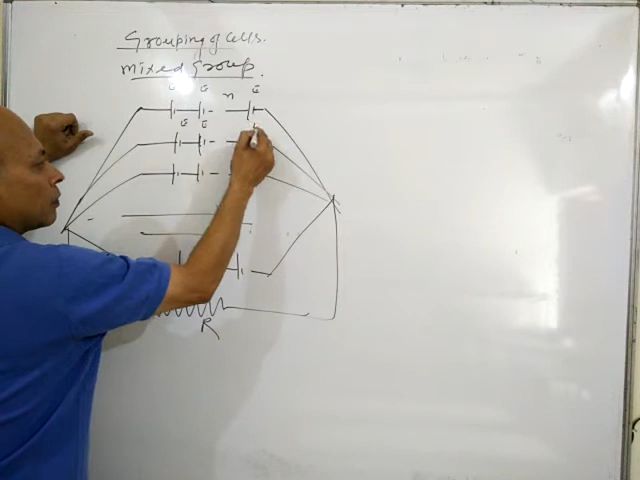 Grouping of Cells.
Mixed Group.
E E n E
E E
R